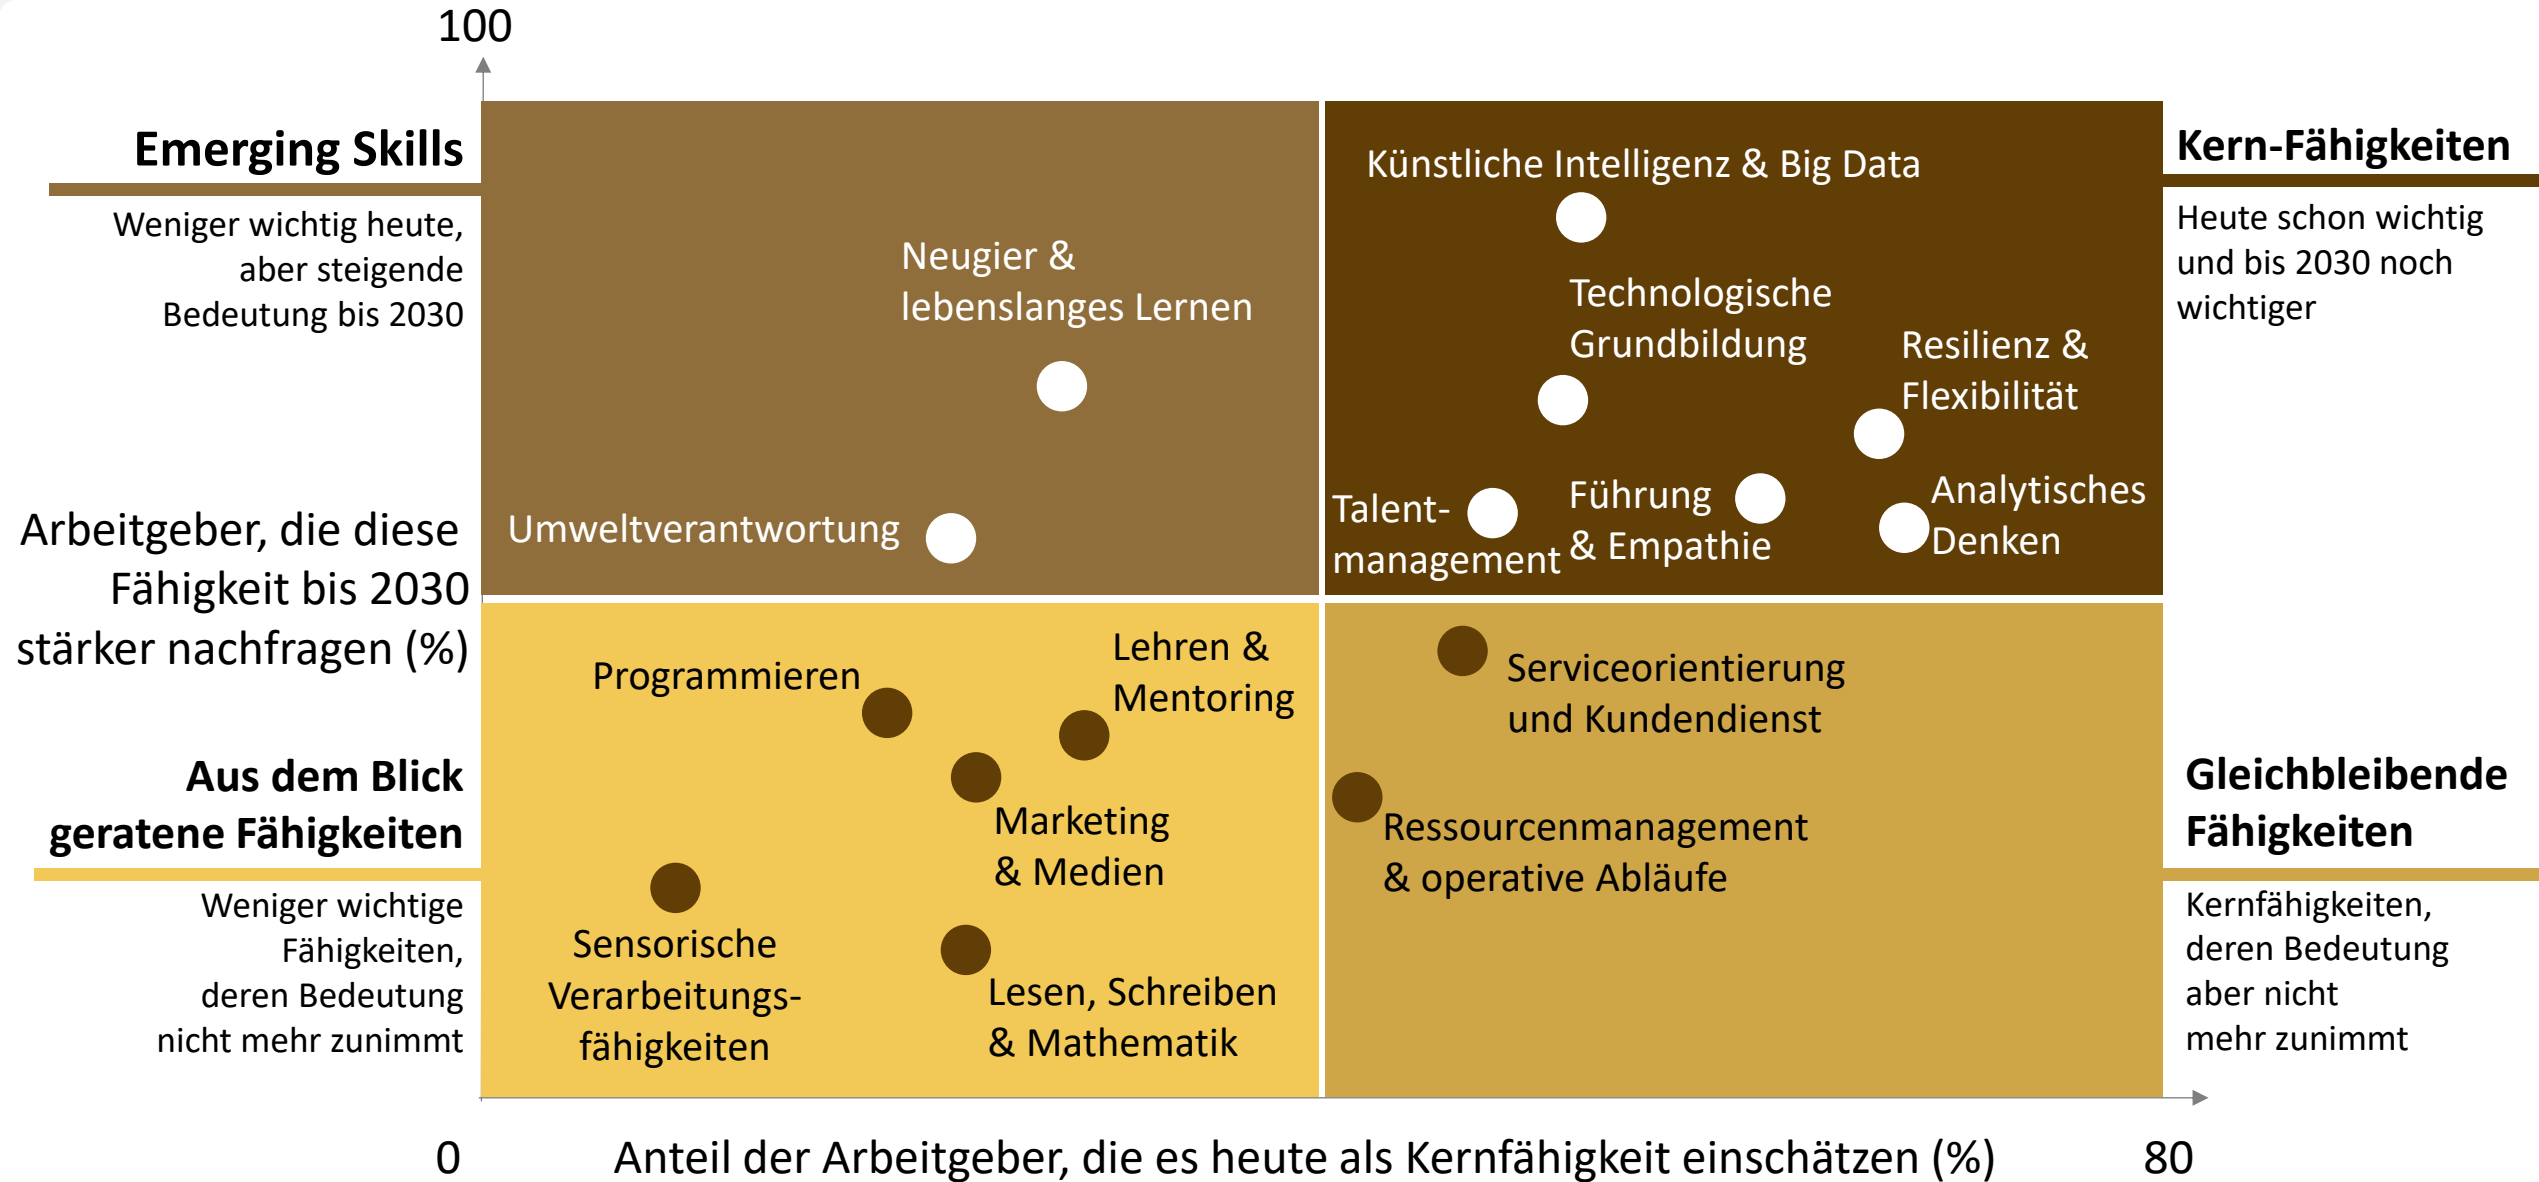 100
Emerging Skills
Weniger wichtig heute,
aber steigende
Bedeutung bis 2030
Kern-Fähigkeiten
Heute schon wichtig
und bis 2030 noch
wichtiger
Künstliche Intelligenz & Big Data
Neugier &
lebenslanges Lernen
Technologische
Grundbildung
Resilienz &
Flexibilität
Umweltverantwortung
Talent-
management
Führung
& Empathie
Analytisches
Denken
Arbeitgeber, die diese
Fähigkeit bis 2030
stärker nachfragen (%)
Programmieren
Lehren &
Mentoring
Serviceorientierung
und Kundendienst
Aus dem Blick
geratene Fähigkeiten
Weniger wichtige
Fähigkeiten,
deren Bedeutung
nicht mehr zunimmt
Marketing
& Medien
Ressourcenmanagement
& operative Abläufe
Gleichbleibende
Fähigkeiten
Kernfähigkeiten,
deren Bedeutung
aber nicht
mehr zunimmt
Sensorische
Verarbeitungs-
fähigkeiten
Lesen, Schreiben
& Mathematik
0
Anteil der Arbeitgeber, die es heute als Kernfähigkeit einschätzen (%)
80